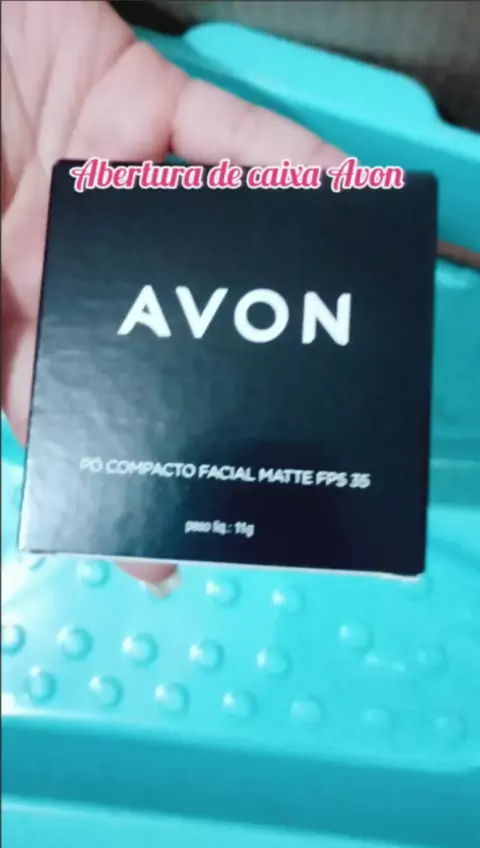 Abertura de caixa Avon
AVON
PÓ COMPACTO FACIAL MATTE FPS 35
peso líq.: 11g